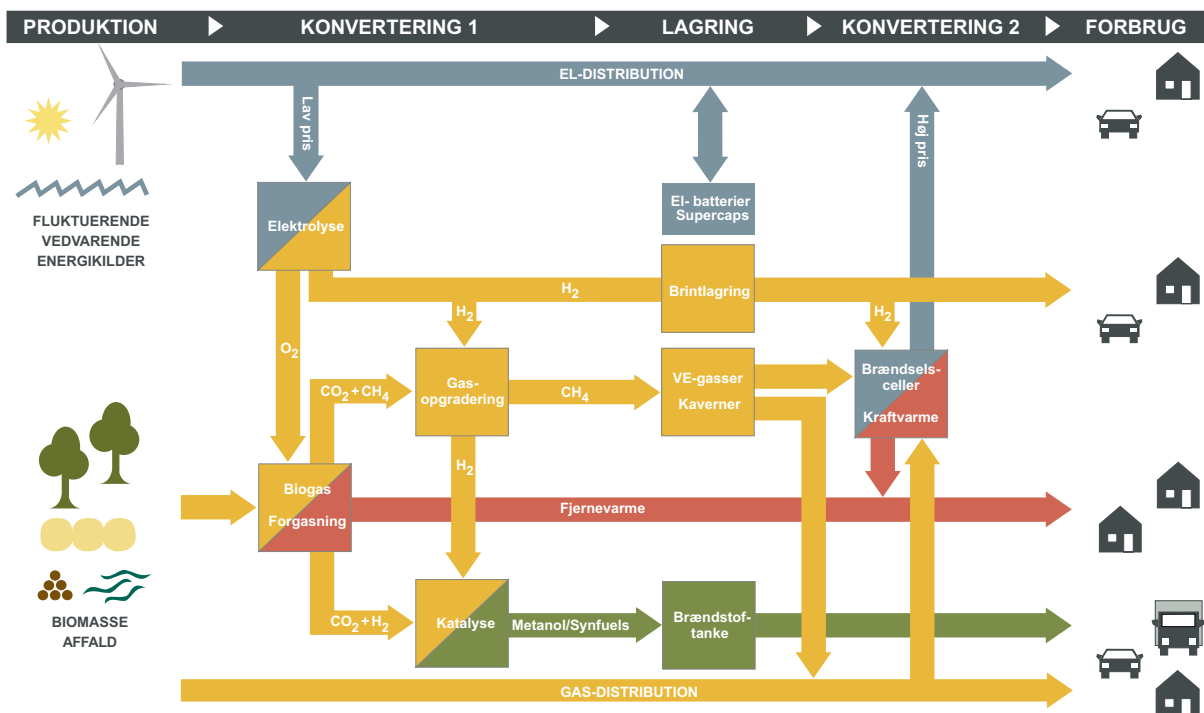 PRODUKTION
KONVERTERING 1
LAGRING
KONVERTERING 2
FORBRUG
EL-DISTRIBUTION
Lav pris
Høj pris
FLUKTUERENDE
VEDVARENDE
ENERGIKILDER
Elektrolyse
El- batterier
Supercaps
H₂
Brintlagring
H₂
H₂
O₂
CO₂ + CH₄
Gas-
opgradering
CH₄
VE-gasser
Kaverner
Brændsels-
celler
Kraftvarme
H₂
Biogas
Forgasning
Fjernevarme
BIOMASSE
AFFALD
CO₂ + H₂
Katalyse
Metanol/Synfuels
Brændstof-
tanke
GAS-DISTRIBUTION